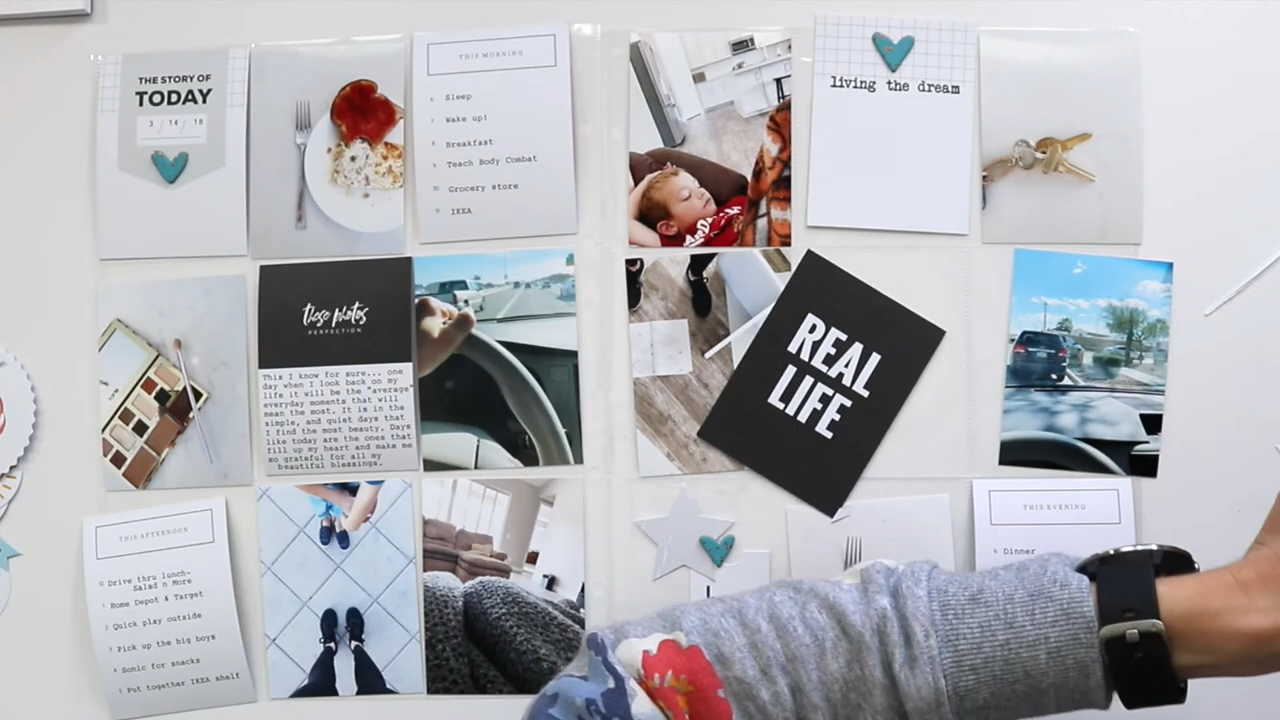 THE STORY OF
TODAY
3 / 14 / 18
THIS MORNING
Sleep
Wake up!
Breakfast
Teach Body Combat
Grocery store
IKEA
living the dream
these photos
PERFECTION
This I know for sure... one
day when I look back on my
life it will be the "average"
everyday moments that will
mean the most. It is in the
simple, and quiet days that
I find the most beauty. Days
like today are the ones that
fill up my heart and make me
so grateful for all my
beautiful blessings.
REAL
LIFE
THIS AFTERNOON
Drive thru lunch-
Salad n More
Home Depot & Target
Quick play outside
Pick up the big boys
Sonic for snacks
Put together IKEA shelf
THIS EVENING
Dinner